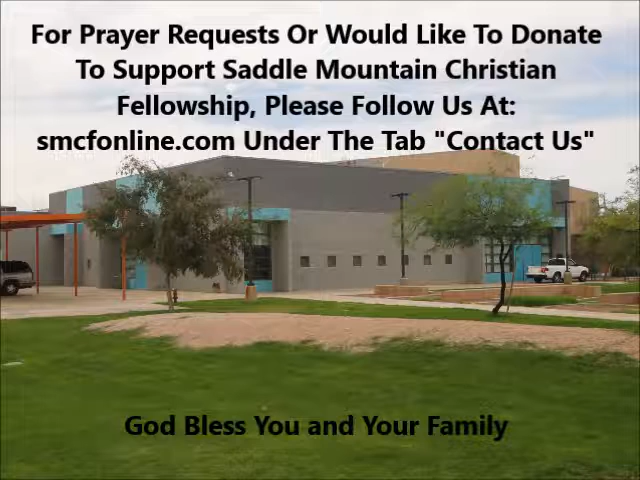 For Prayer Requests Or Would Like To Donate
To Support Saddle Mountain Christian
Fellowship, Please Follow Us At:
smcfonline.com Under The Tab "Contact Us"
God Bless You and Your Family